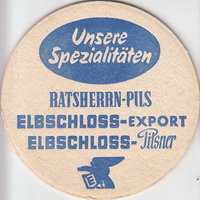 Unsere
Spezialitäten
RATSHERRN-PILS
ELBSCHLOSS-EXPORT
ELBSCHLOSS-Pilsner